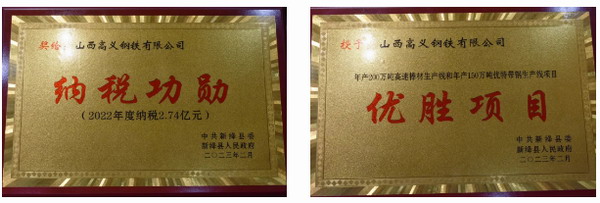 奖给：山西高义钢铁有限公司
纳税功勋
（2022年度纳税2.74亿元）
中共新绛县委
新绛县人民政府
二〇二三年二月
授予：山西高义钢铁有限公司
年产200万吨高速棒材生产线和年产150万吨优特带钢生产线项目
优胜项目
中共新绛县委
新绛县人民政府
二〇二三年二月